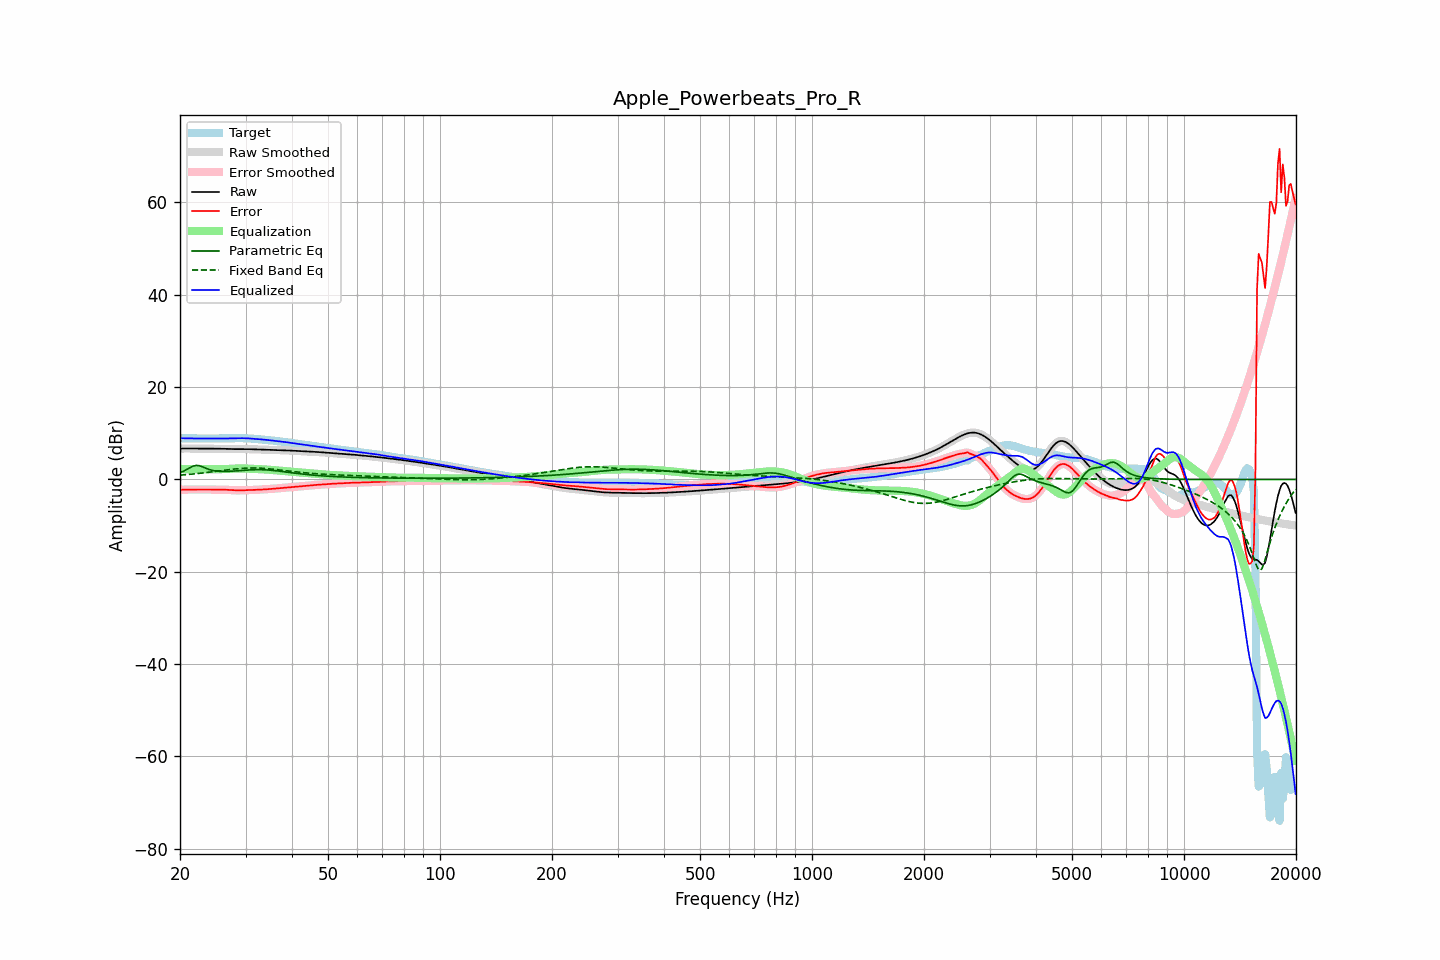 Apple_Powerbeats_Pro_R
Target
Raw Smoothed
Error Smoothed
Raw
Error
Equalization
Parametric Eq
Fixed Band Eq
Equalized
60
40
20
0
−20
−40
−60
−80
Amplitude (dBr)
20 50 100 200 500 1000 2000 5000 10000 20000
Frequency (Hz)